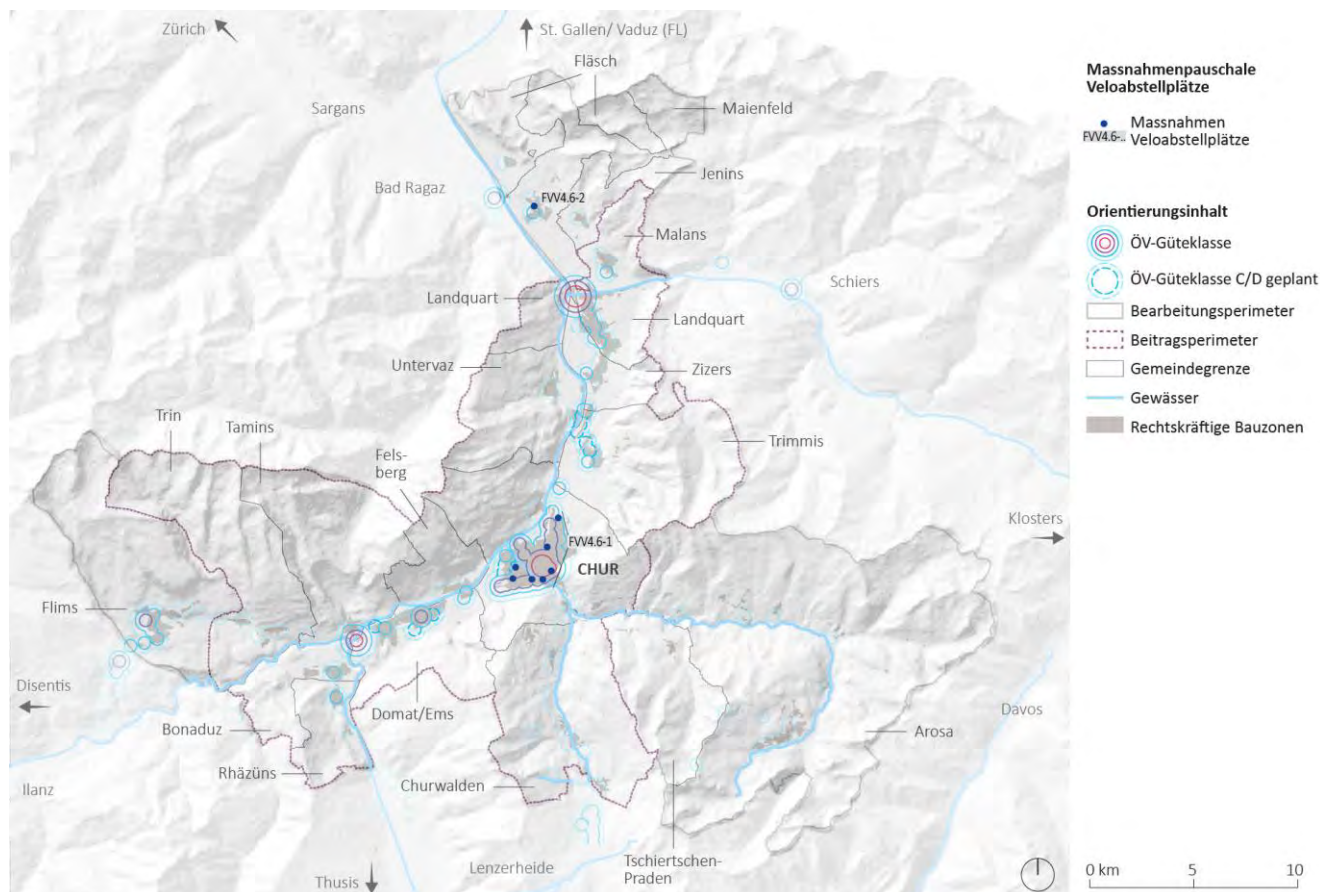 Zürich
St. Gallen/ Vaduz (FL)
Fläsch
Maienfeld
Sargans
Jenins
Bad Ragaz
FVV4.6-2
Malans
Schiers
Landquart
Landquart
Untervaz
Zizers
Trin
Tamins
Trimmis
Fels-
berg
Klosters
FVV4.6-1
CHUR
Flims
Disentis
Domat/Ems
Davos
Bonaduz
Arosa
Rhäzüns
Churwalden
Ilanz
Lenzerheide
Tschiertschen-
Praden
Thusis
Massnahmenpauschale
Veloabstellplätze
FVV4.6-..
Massnahmen
Veloabstellplätze
Orientierungsinhalt
ÖV-Güteklasse
ÖV-Güteklasse C/D geplant
Bearbeitungsperimeter
Beitragsperimeter
Gemeindegrenze
Gewässer
Rechtskräftige Bauzonen
0 km 5 10